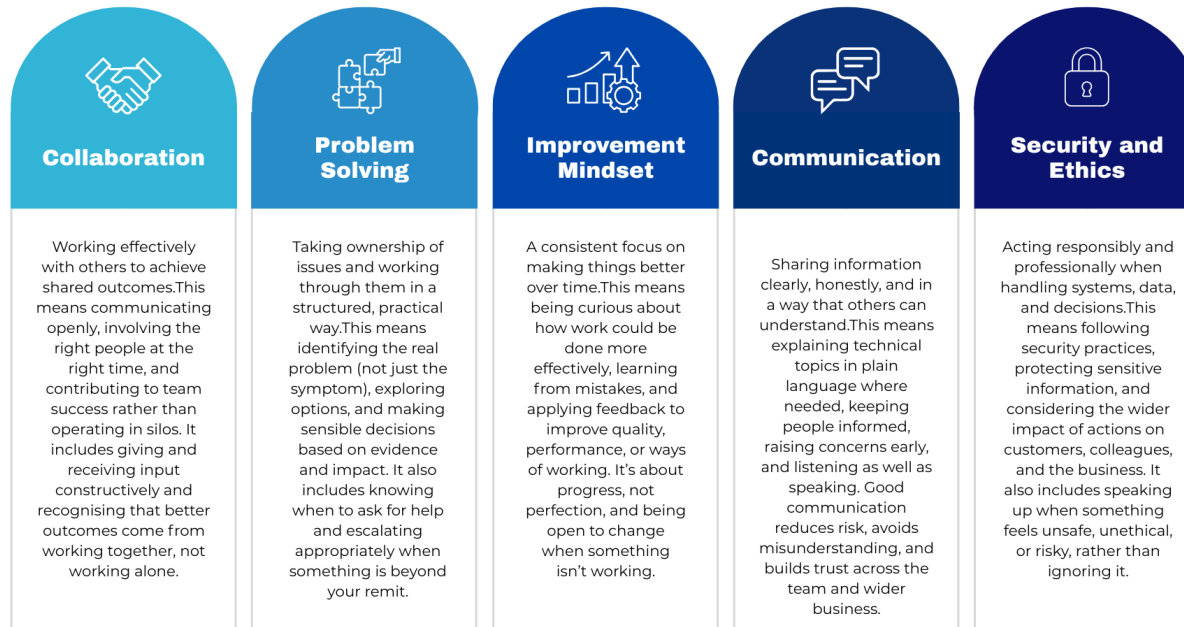 Collaboration
Working effectively
with others to achieve
shared outcomes.This
means communicating
openly, involving the
right people at the
right time, and
contributing to team
success rather than
operating in silos. It
includes giving and
receiving input
constructively and
recognising that better
outcomes come from
working together, not
working alone.
Problem
Solving
Taking ownership of
issues and working
through them in a
structured, practical
way.This means
identifying the real
problem (not just the
symptom), exploring
options, and making
sensible decisions
based on evidence
and impact. It also
includes knowing
when to ask for help
and escalating
appropriately when
something is beyond
your remit.
Improvement
Mindset
A consistent focus on
making things better
over time.This means
being curious about
how work could be
done more
effectively, learning
from mistakes, and
applying feedback to
improve quality,
performance, or ways
of working. It’s about
progress, not
perfection, and being
open to change
when something
isn’t working.
Communication
Sharing information
clearly, honestly, and in
a way that others can
understand.This means
explaining technical
topics in plain
language where
needed, keeping
people informed,
raising concerns early,
and listening as well as
speaking. Good
communication
reduces risk, avoids
misunderstanding, and
builds trust across the
team and wider
business.
Security and
Ethics
Acting responsibly and
professionally when
handling systems, data,
and decisions.This
means following
security practices,
protecting sensitive
information, and
considering the wider
impact of actions on
customers, colleagues,
and the business. It
also includes speaking
up when something
feels unsafe, unethical,
or risky, rather than
ignoring it.